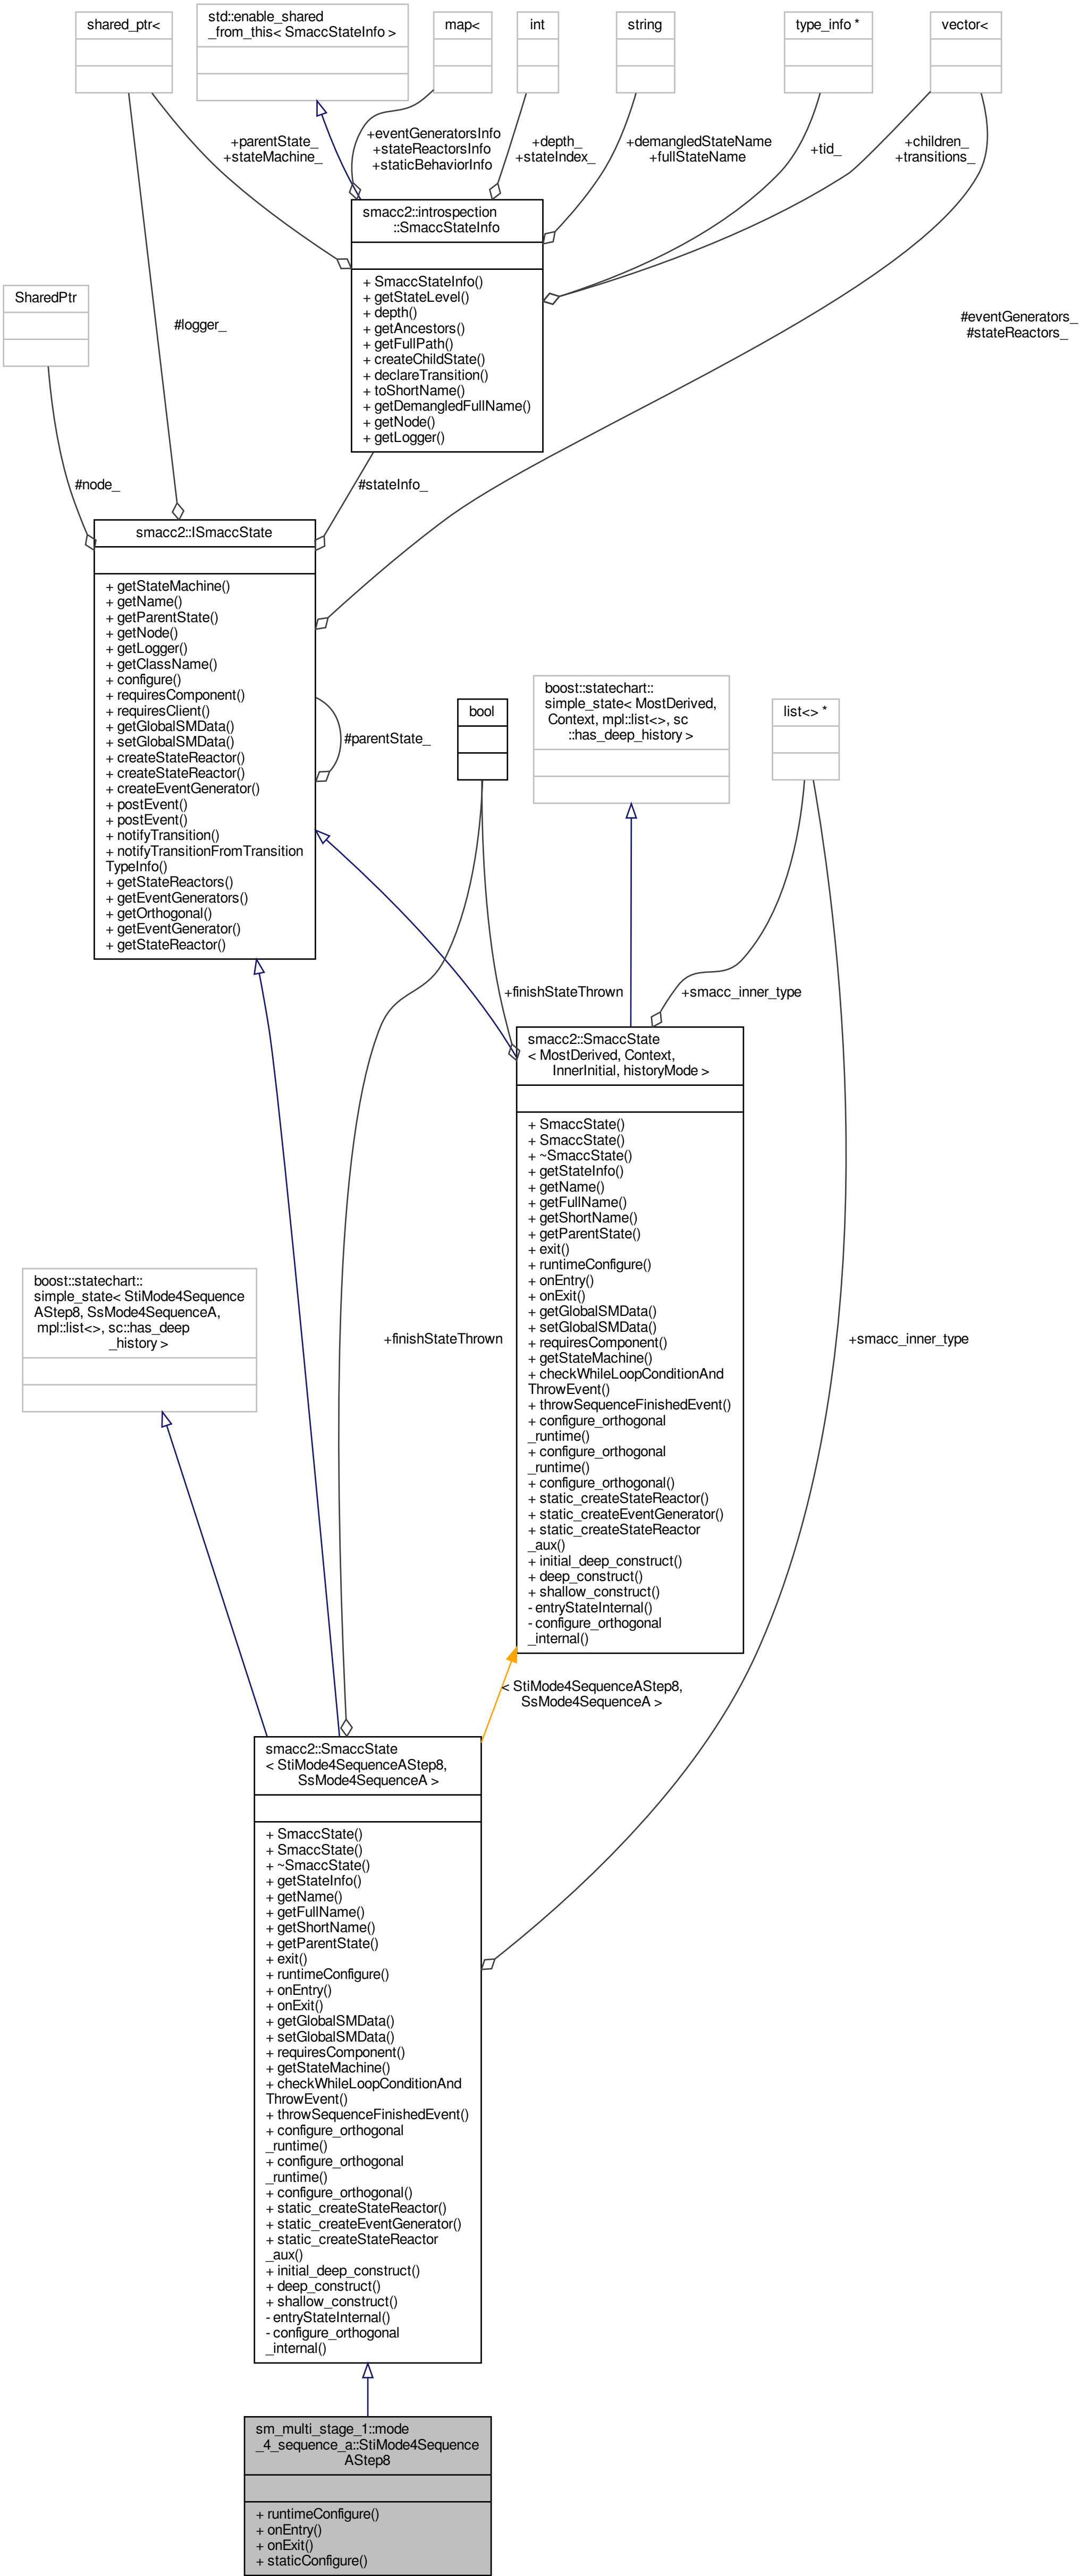 shared_ptr<
std::enable_shared
_from_this< SmaccStateInfo >
map<
int
string
type_info *
vector<
+parentState_
+stateMachine_
+eventGeneratorsInfo
+stateReactorsInfo
+staticBehaviorInfo
+depth_
+stateIndex_
+demangledStateName
+fullStateName
+tid_
+children_
+transitions_
smacc2::introspection
::SmaccStateInfo
+ SmaccStateInfo()
+ getStateLevel()
+ depth()
+ getAncestors()
+ getFullPath()
+ createChildState()
+ declareTransition()
+ toShortName()
+ getDemangledFullName()
+ getNode()
+ getLogger()
SharedPtr
#logger_
#eventGenerators_
#stateReactors_
#node_
#stateInfo_
smacc2::ISmaccState
+ getStateMachine()
+ getName()
+ getParentState()
+ getNode()
+ getLogger()
+ getClassName()
+ configure()
+ requiresComponent()
+ requiresClient()
+ getGlobalSMData()
+ setGlobalSMData()
+ createStateReactor()
+ createStateReactor()
+ createEventGenerator()
+ postEvent()
+ postEvent()
+ notifyTransition()
+ notifyTransitionFromTransition
TypeInfo()
+ getStateReactors()
+ getEventGenerators()
+ getOrthogonal()
+ getEventGenerator()
+ getStateReactor()
#parentState_
bool
boost::statechart::
simple_state< MostDerived,
Context, mpl::list<>, sc
::has_deep_history >
list<> *
+finishStateThrown
+smacc_inner_type
smacc2::SmaccState
< MostDerived, Context,
InnerInitial, historyMode >
+ SmaccState()
+ SmaccState()
+ ~SmaccState()
+ getStateInfo()
+ getName()
+ getFullName()
+ getShortName()
+ getParentState()
+ exit()
+ runtimeConfigure()
+ onEntry()
+ onExit()
+ getGlobalSMData()
+ setGlobalSMData()
+ requiresComponent()
+ getStateMachine()
+ checkWhileLoopConditionAnd
ThrowEvent()
+ throwSequenceFinishedEvent()
+ configure_orthogonal
_runtime()
+ configure_orthogonal
_runtime()
+ configure_orthogonal()
+ static_createStateReactor()
+ static_createEventGenerator()
+ static_createStateReactor
_aux()
+ initial_deep_construct()
+ deep_construct()
+ shallow_construct()
- entryStateInternal()
- configure_orthogonal
_internal()
boost::statechart::
simple_state< StiMode4Sequence
AStep8, SsMode4SequenceA,
mpl::list<>, sc::has_deep
_history >
+finishStateThrown
+smacc_inner_type
< StiMode4SequenceAStep8,
SsMode4SequenceA >
smacc2::SmaccState
< StiMode4SequenceAStep8,
SsMode4SequenceA >
+ SmaccState()
+ SmaccState()
+ ~SmaccState()
+ getStateInfo()
+ getName()
+ getFullName()
+ getShortName()
+ getParentState()
+ exit()
+ runtimeConfigure()
+ onEntry()
+ onExit()
+ getGlobalSMData()
+ setGlobalSMData()
+ requiresComponent()
+ getStateMachine()
+ checkWhileLoopConditionAnd
ThrowEvent()
+ throwSequenceFinishedEvent()
+ configure_orthogonal
_runtime()
+ configure_orthogonal
_runtime()
+ configure_orthogonal()
+ static_createStateReactor()
+ static_createEventGenerator()
+ static_createStateReactor
_aux()
+ initial_deep_construct()
+ deep_construct()
+ shallow_construct()
- entryStateInternal()
- configure_orthogonal
_internal()
sm_multi_stage_1::mode
_4_sequence_a::StiMode4Sequence
AStep8
+ runtimeConfigure()
+ onEntry()
+ onExit()
+ staticConfigure()